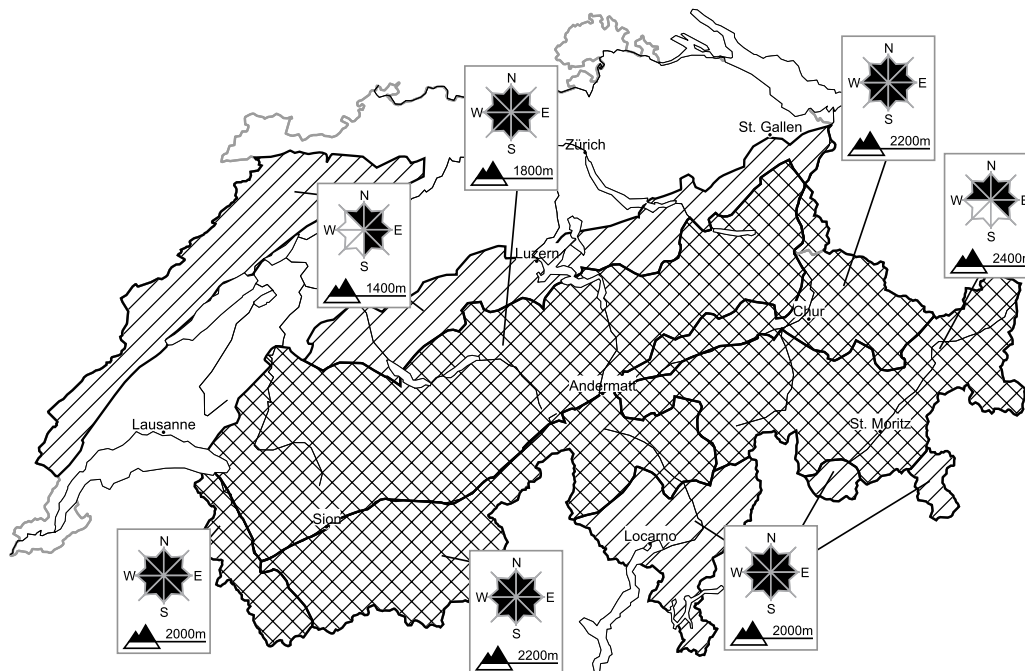 N
W E
S
2200m
N
W E
S
1800m
St. Gallen
Zürich
N
W E
S
2400m
N
W E
S
1400m
Luzern
Chur
Andermatt
Lausanne
St. Moritz
Sion
Locarno
N
W E
S
2000m
N
W E
S
2200m
N
W E
S
2000m